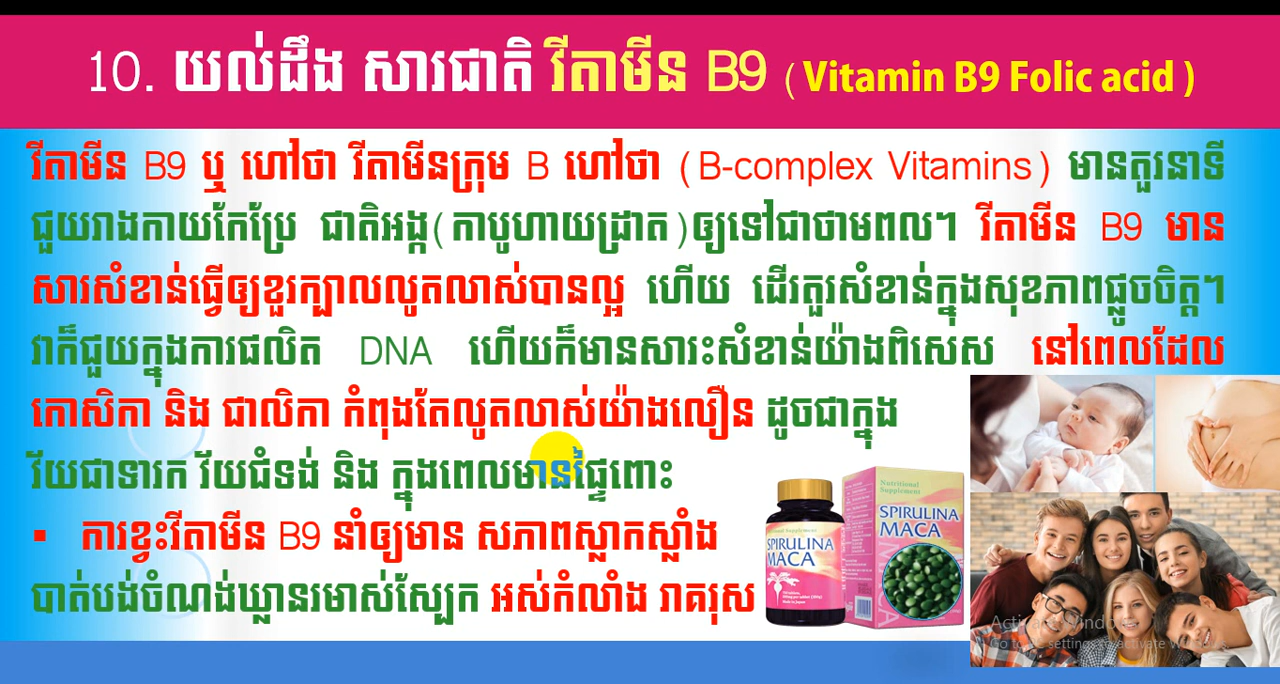 10. យល់ដឹង សារជាតិ វីតាមីន B9 ( Vitamin B9 Folic acid )
វីតាមីន B9 ឬ ហៅថា វីតាមីនក្រុម B ហៅថា ( B-complex Vitamins ) មានតួរនាទី
ជួយរាងកាយកែប្រែ ជាតិអង្ក( កាបូហាយដ្រាត )ឲ្យទៅជាថាមពល។ វីតាមីន B9 មាន
សារសំខាន់ធ្វើឲ្យខួរក្បាលលូតលាស់បានល្អ ហើយ ដើរតួរសំខាន់ក្នុងសុខភាពផ្លូចចិត្ត។
វាក៏ជួយក្នុងការផលិត DNA ហើយក៏មានសារះសំខាន់យ៉ាងពិសេស នៅពេលដែល
កោសិកា និង ជាលិកា កំពុងតែលូតលាស់យ៉ាងលឿន ដូចជាក្នុង
វ័យជាទារក វ័យជំទង់ និង ក្នុងពេលមានផ្ទៃពោះ
▪ ការខ្វះវីតាមីន B9 នាំឲ្យមាន សភាពស្លាកស្លាំង
បាត់បង់ចំណង់ឃ្លានរមាស់ស្បែក អស់កំលាំង រាគរុស
Nutritional
Supplement
SPIRULINA
MACA
SPIRULINA
MACA
Activate Windows
Go to PC settings to activate Windows.